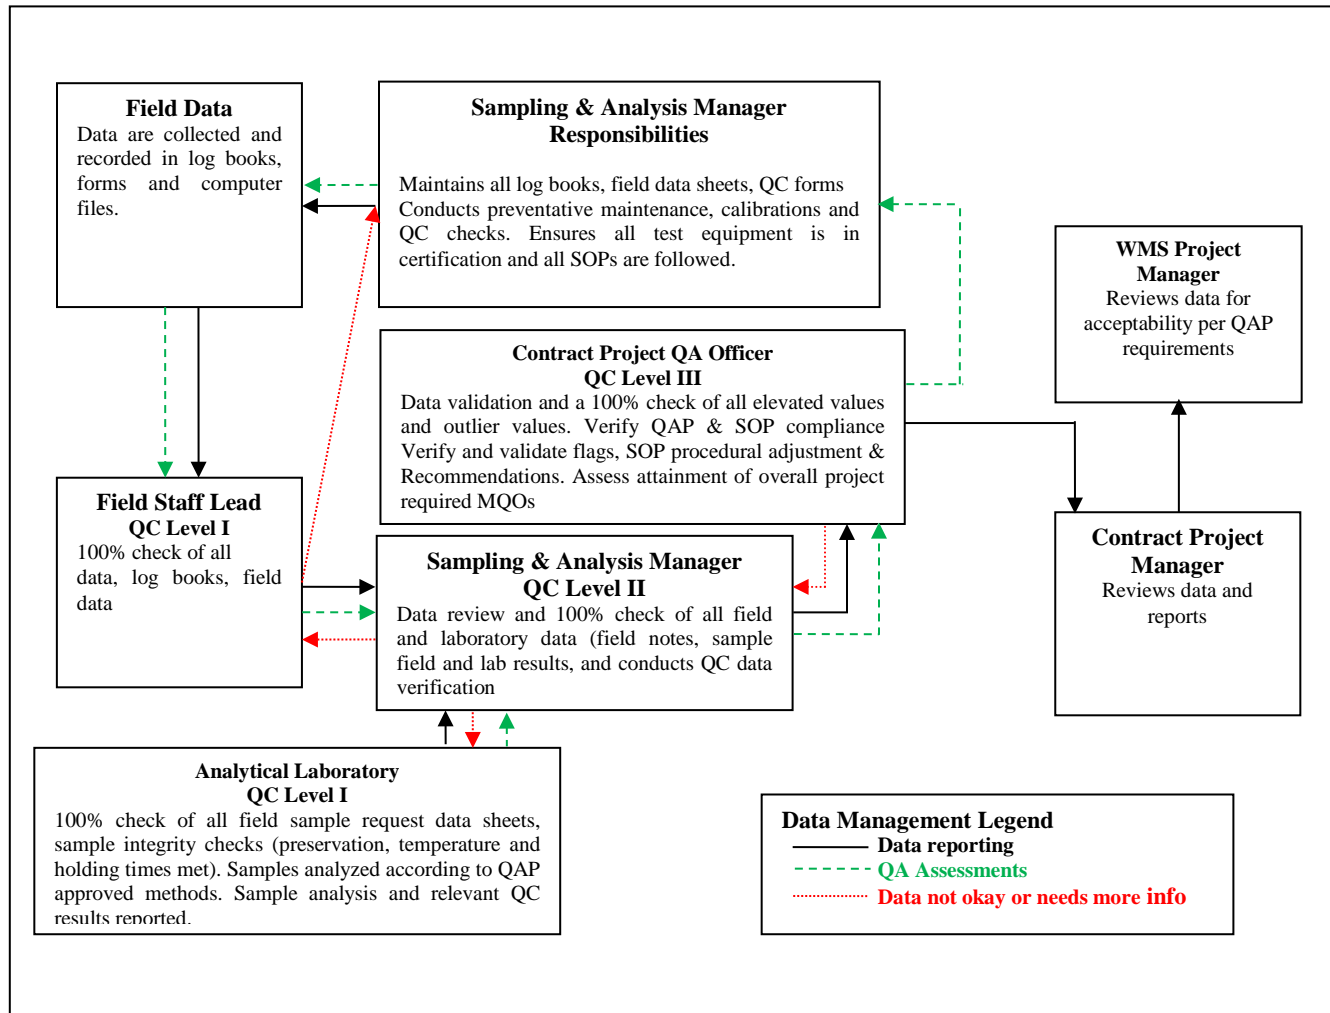 Field Data
Data are collected and
recorded in log books,
forms and computer
files.
Sampling & Analysis Manager
Responsibilities
Maintains all log books, field data sheets, QC forms
Conducts preventative maintenance, calibrations and
QC checks. Ensures all test equipment is in
certification and all SOPs are followed.
WMS Project
Manager
Reviews data for
acceptability per QAP
requirements
Contract Project QA Officer
QC Level III
Data validation and a 100% check of all elevated values
and outlier values. Verify QAP & SOP compliance
Verify and validate flags, SOP procedural adjustment &
Recommendations. Assess attainment of overall project
required MQOs
Field Staff Lead
QC Level I
100% check of all
data, log books, field
data
Sampling & Analysis Manager
QC Level II
Data review and 100% check of all field
and laboratory data (field notes, sample
field and lab results, and conducts QC data
verification
Contract Project
Manager
Reviews data and
reports
Analytical Laboratory
QC Level I
100% check of all field sample request data sheets,
sample integrity checks (preservation, temperature and
holding times met). Samples analyzed according to QAP
approved methods. Sample analysis and relevant QC
results reported.
Data Management Legend
Data reporting
QA Assessments
Data not okay or needs more info